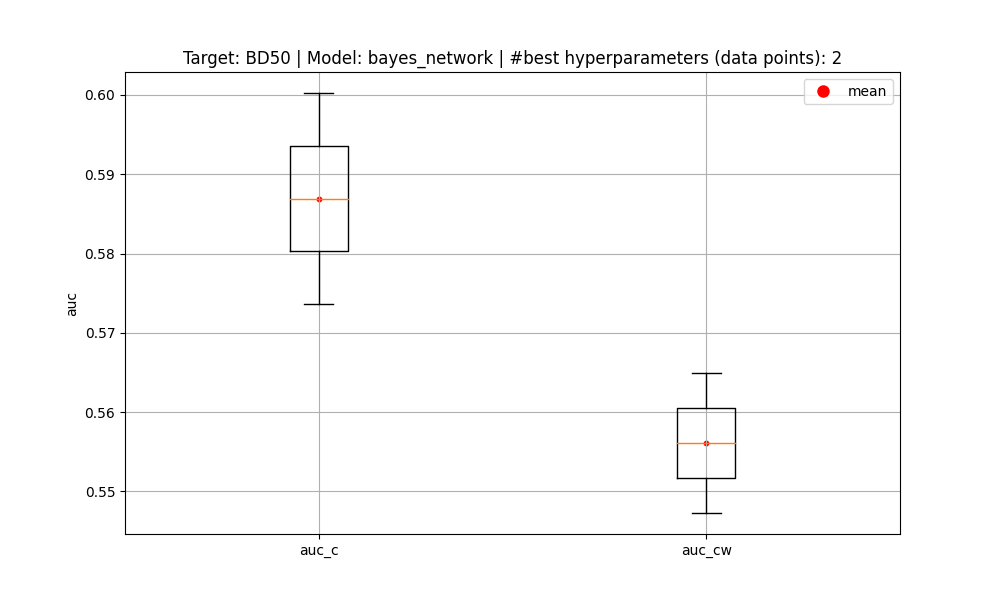 Target: BD50 | Model: bayes_network | #best hyperparameters (data points): 2
mean
0.60
0.59
0.58
0.57
0.56
0.55
auc
auc_c
auc_cw